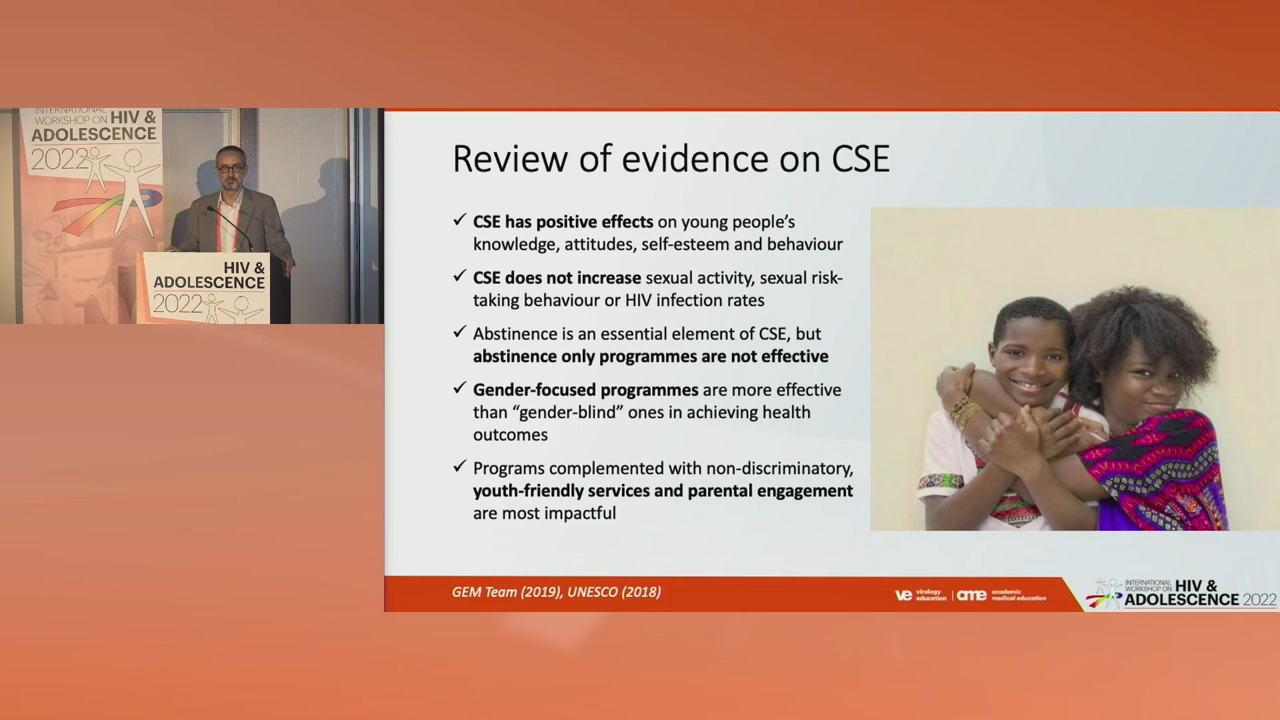 INTERNATIONAL
WORKSHOP ON HIV &
ADOLESCENCE
2022
HIV &
ADOLESCENCE
2022
Review of evidence on CSE
✓ CSE has positive effects on young people's
knowledge, attitudes, self-esteem and behaviour
✓ CSE does not increase sexual activity, sexual risk-
taking behaviour or HIV infection rates
✓ Abstinence is an essential element of CSE, but
abstinence only programmes are not effective
✓ Gender-focused programmes are more effective
than “gender-blind” ones in achieving health
outcomes
✓ Programs complemented with non-discriminatory,
youth-friendly services and parental engagement
are most impactful
GEM Team (2019), UNESCO (2018)
ve virology
education
ame academic
medical education
INTERNATIONAL
WORKSHOP ON HIV &
ADOLESCENCE 2022